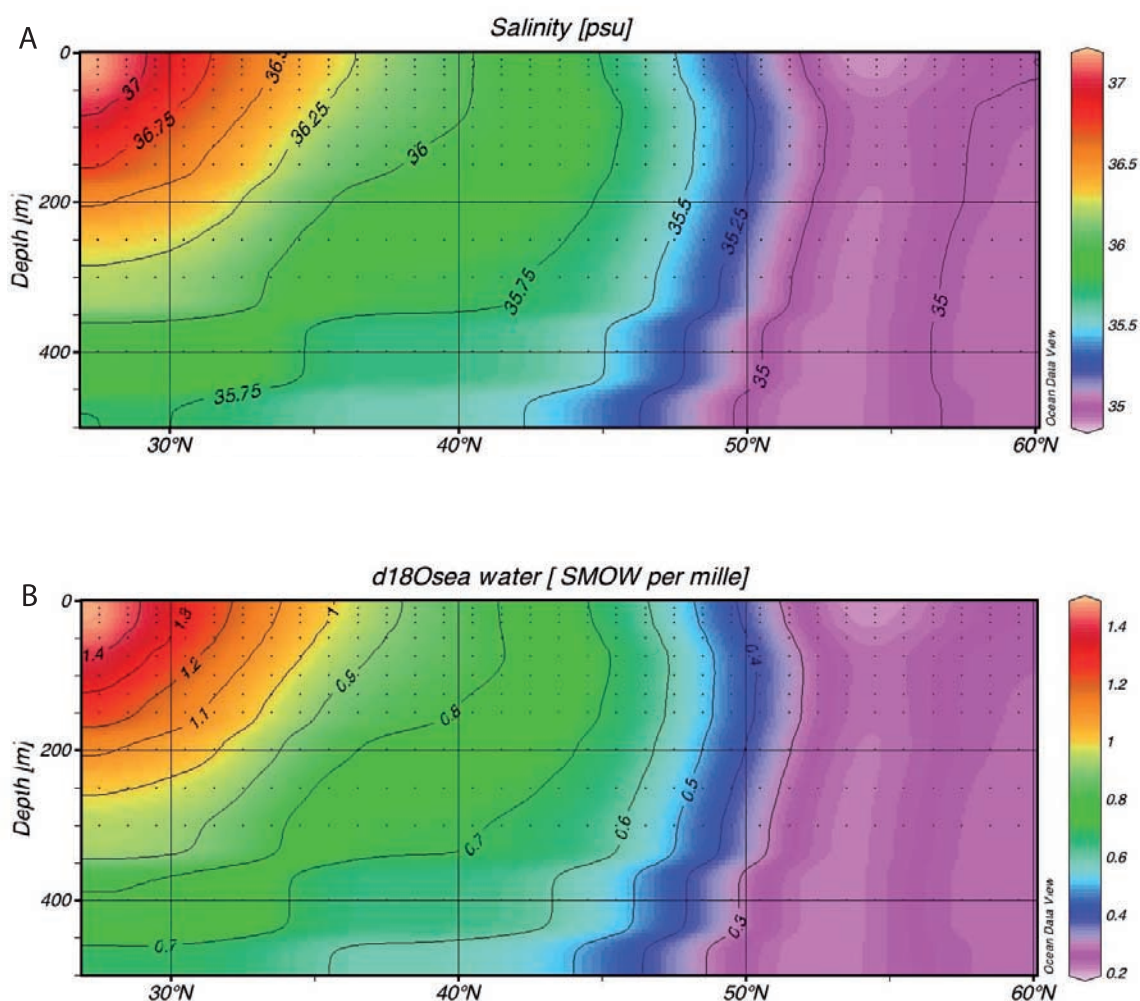 A
Salinity [psu]
0
200
400
Depth [m]
30°N
40°N
50°N
60°N
37
36.75
36.5
36.25
36
35.75
35.75
35.5
35.25
35
35
Ocean Data View
37
36.5
36
35.5
35
B
d18Osea water [ SMOW per mille]
0
200
400
Depth [m]
30°N
40°N
50°N
60°N
1.4
1.3
1.2
1.1
1
0.9
0.8
0.7
0.7
0.6
0.5
0.4
0.3
Ocean Data View
1.4
1.2
1
0.8
0.6
0.4
0.2